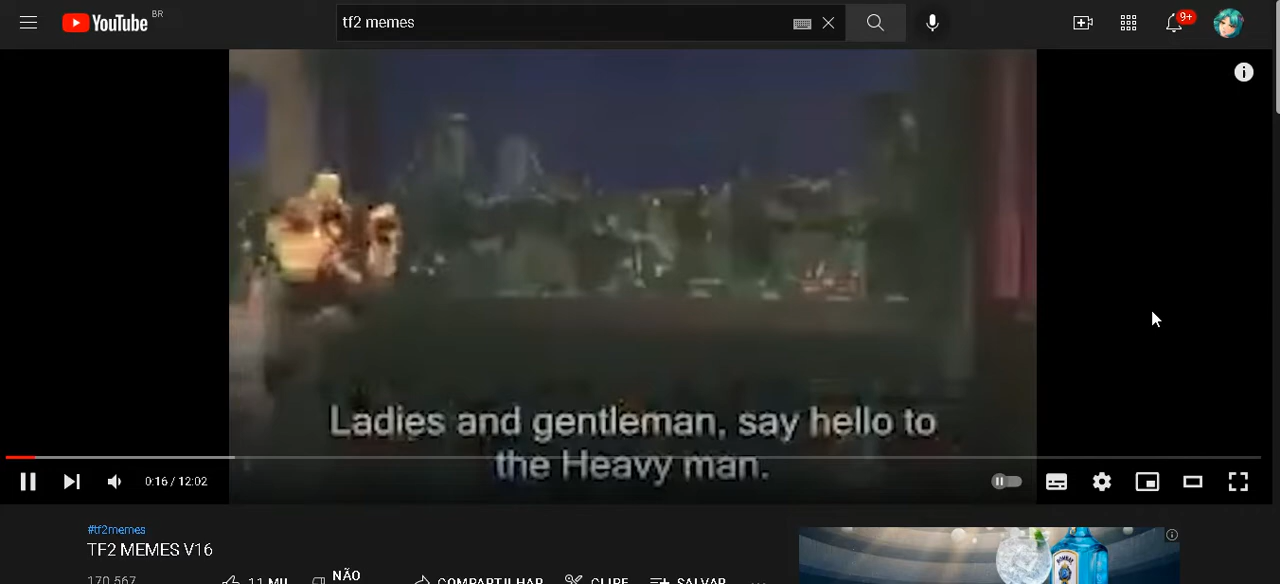 YouTube BR
tf2 memes
9+
Ladies and gentleman, say hello to
the Heavy man.
0:16 / 12:02
#tf2memes
TF2 MEMES V16
170.567
11 MIL
NÃO
COMPARTILHAR
CLIPE
SALVAR